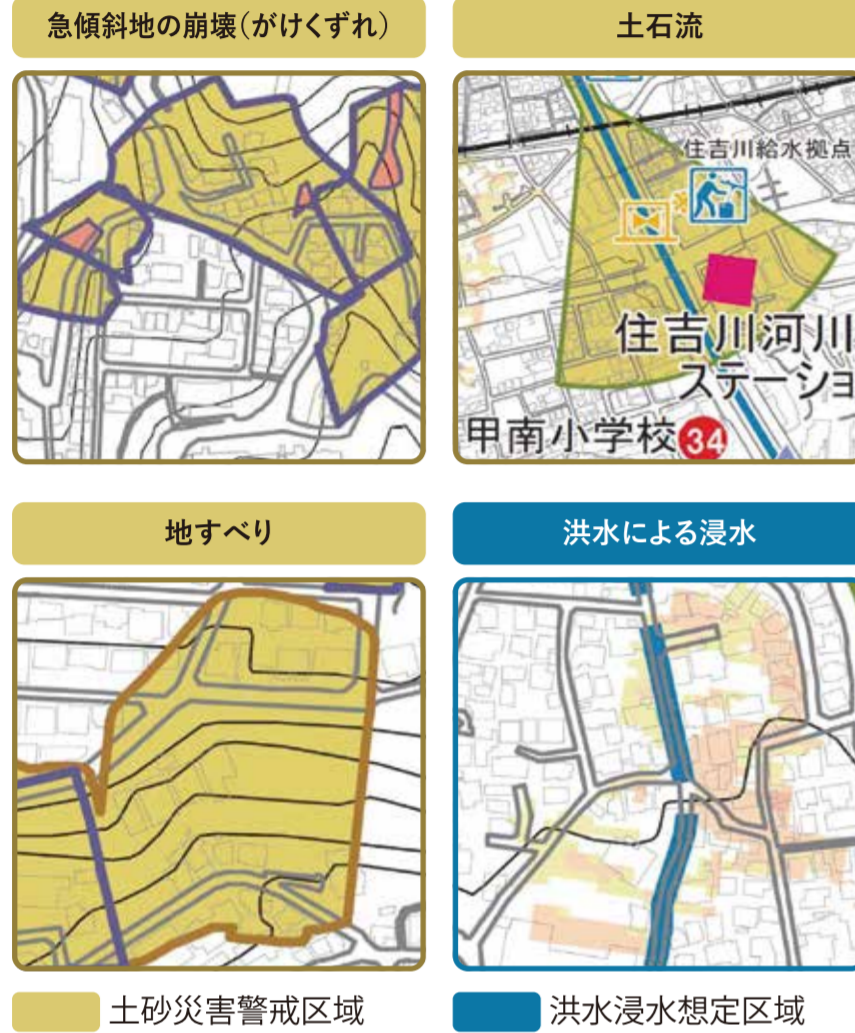 急傾斜地の崩壊(がけくずれ)
土石流
住吉川給水拠点
住吉川河川
ステーショ
甲南小学校34
地すべり
洪水による浸水
土砂災害警戒区域
洪水浸水想定区域